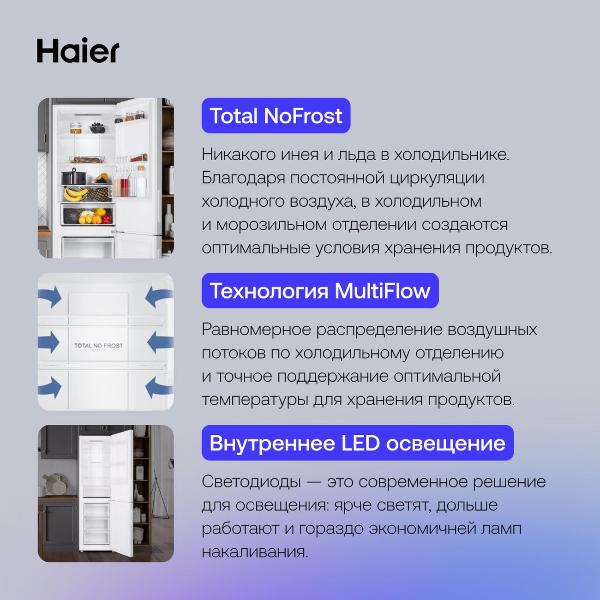 Haier
Total NoFrost
Никакого инея и льда в холодильнике.
Благодаря постоянной циркуляции
холодного воздуха, в холодильном
и морозильном отделении создаются
оптимальные условия хранения продуктов.
Технология MultiFlow
TOTAL NO FROST
Равномерное распределение воздушных
потоков по холодильному отделению
и точное поддержание оптимальной
температуры для хранения продуктов.
Внутреннее LED освещение
Светодиоды — это современное решение
для освещения: ярче светят, дольше
работают и гораздо экономичней ламп
накаливания.